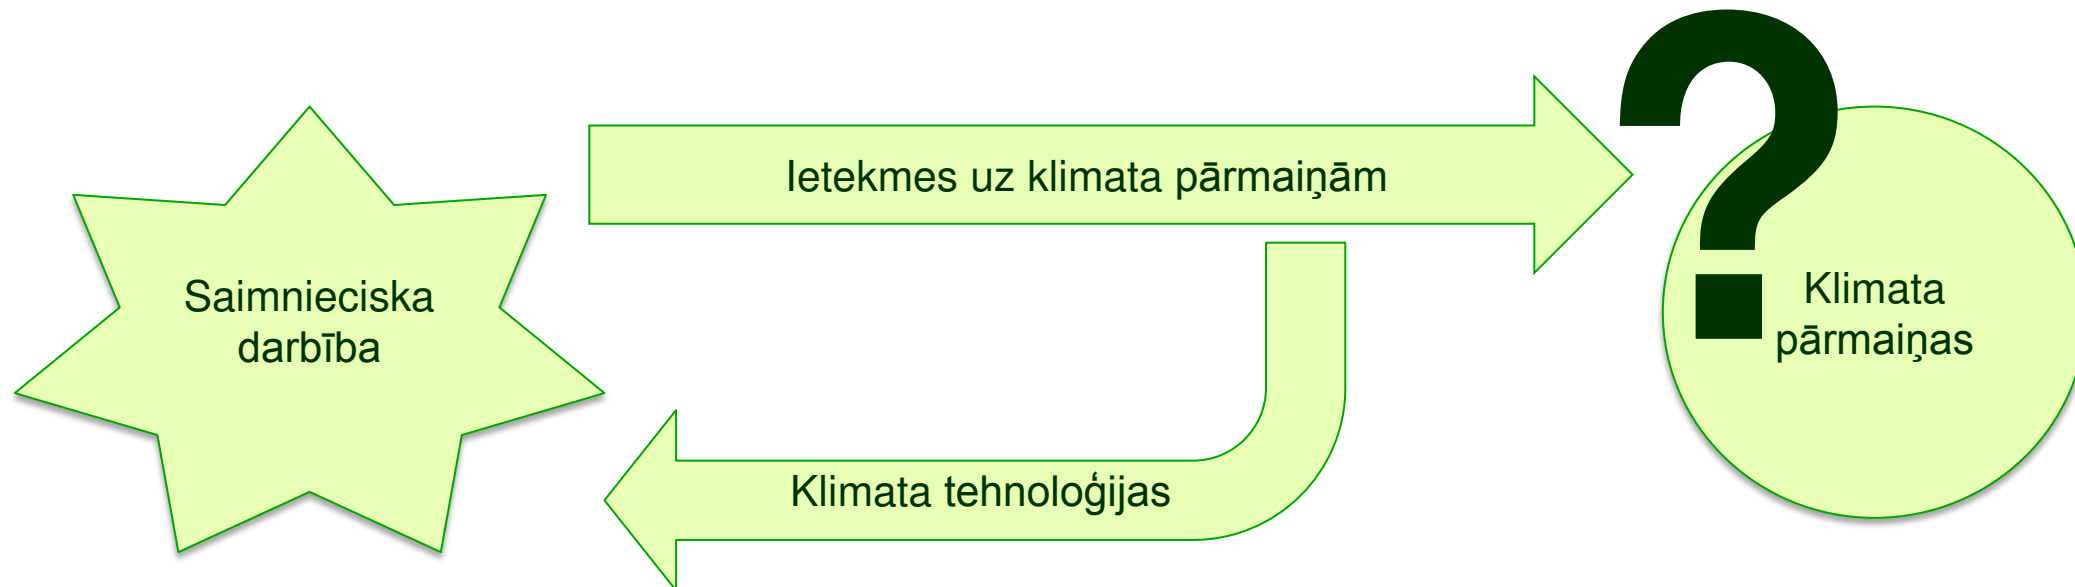 Ietekmes uz klimata pārmaiņām
?
Saimnieciska
darbība
Klimata
pārmaiņas
Klimata tehnoloģijas